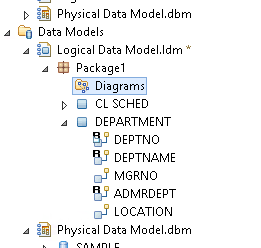 Physical Data Model.dbm
Data Models
Logical Data Model.ldm *
Package1
Diagrams
CL SCHED
DEPARTMENT
DEPTNO
DEPTNAME
MGRNO
ADMRDEPT
LOCATION
Physical Data Model.dbm
SAMPLE